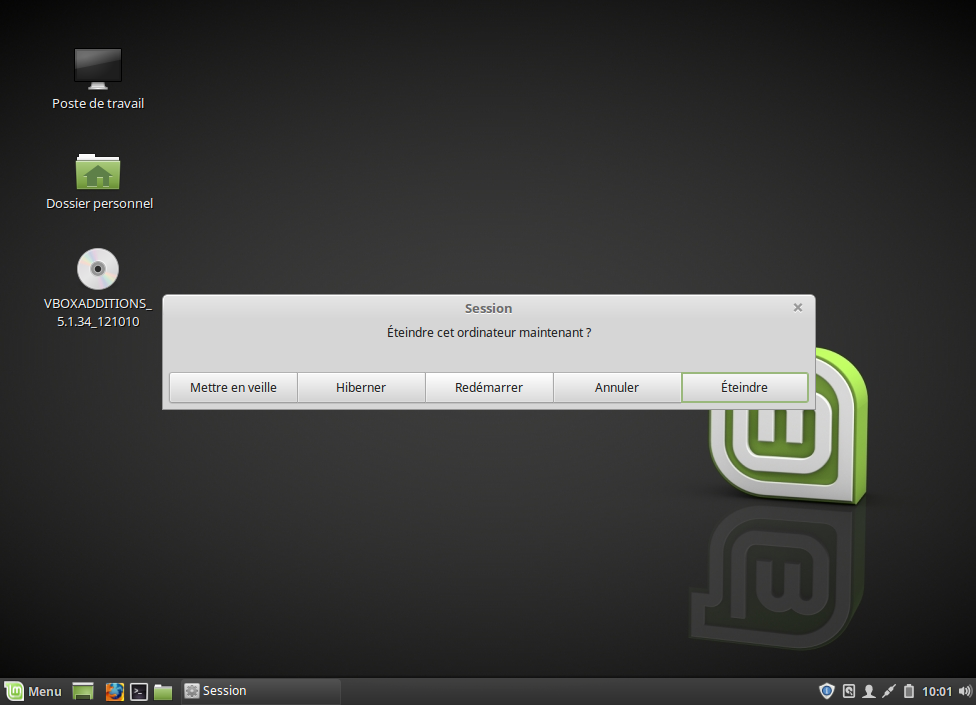 Poste de travail
Dossier personnel
VBOXADDITIONS_
5.1.34_121010
Session
Éteindre cet ordinateur maintenant ?
Mettre en veille
Hiberner
Redémarrer
Annuler
Éteindre
Menu
Session
10:01